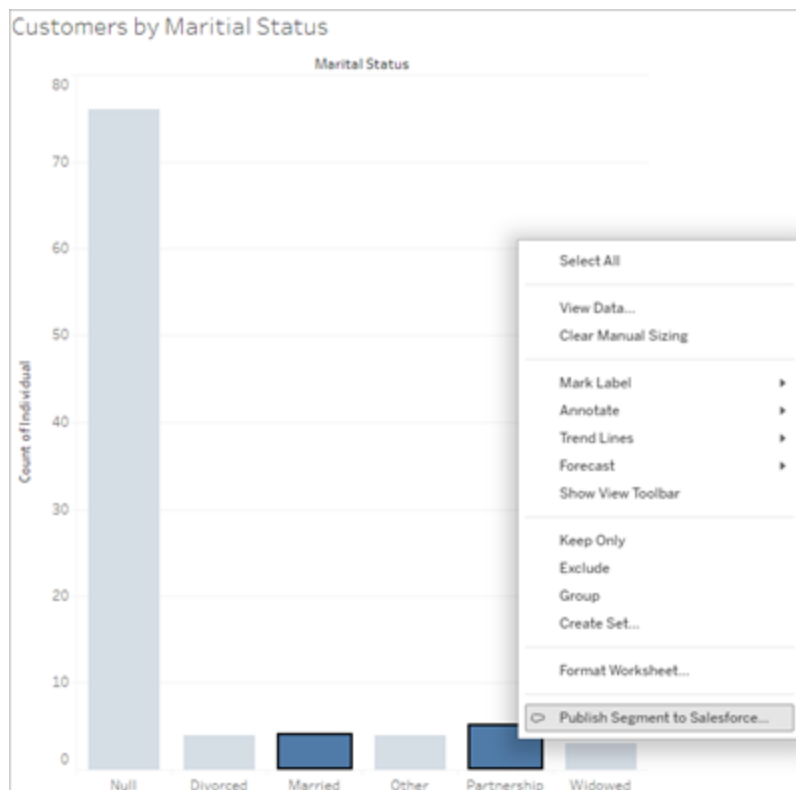 Customers by Maritial Status
Marital Status
80
70
60
50
40
30
20
10
0
Count of Individual
Null Divorced Married Other Partnership Widowed
Select All
View Data...
Clear Manual Sizing
Mark Label
Annotate
Trend Lines
Forecast
Show View Toolbar
Keep Only
Exclude
Group
Create Set...
Format Worksheet...
Publish Segment to Salesforce...